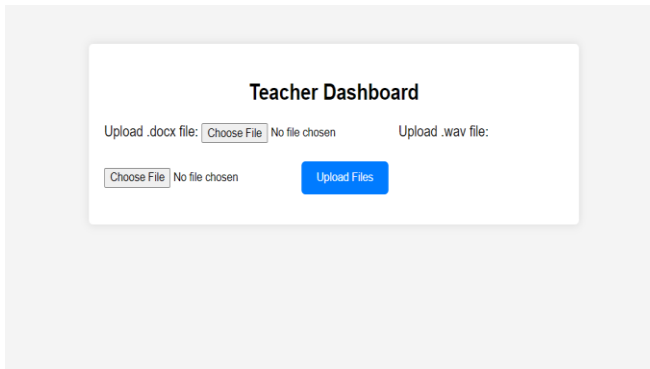 Teacher Dashboard
Upload .docx file: Choose File No file chosen Upload .wav file:
Choose File No file chosen Upload Files